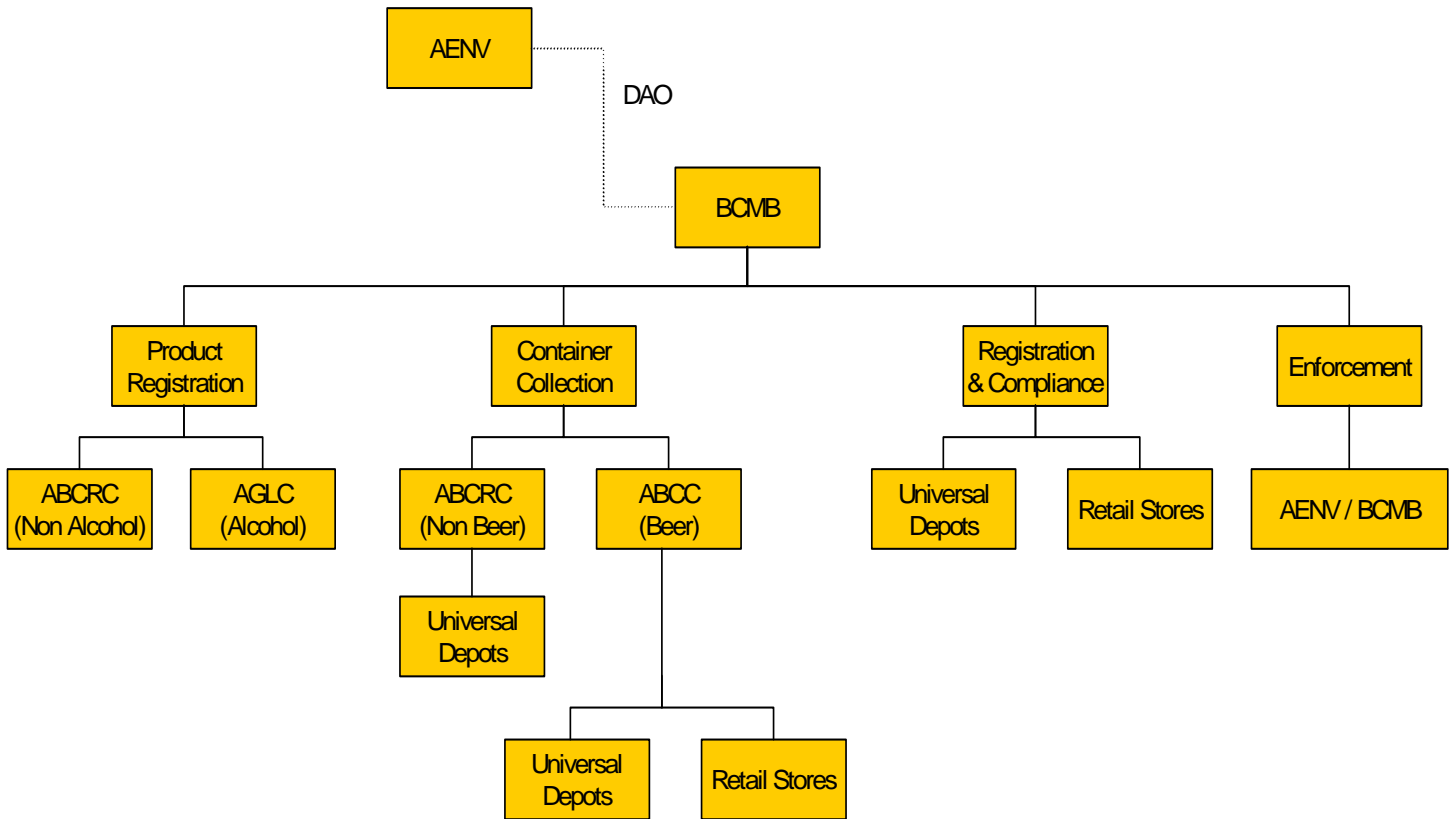 AENV
DAO
BCMB
Product
Registration
Container
Collection
Registration
& Compliance
Enforcement
ABCRC
(Non Alcohol)
AGLC
(Alcohol)
ABCRC
(Non Beer)
ABCC
(Beer)
Universal
Depots
Retail Stores
AENV / BCMB
Universal
Depots
Universal
Depots
Retail Stores